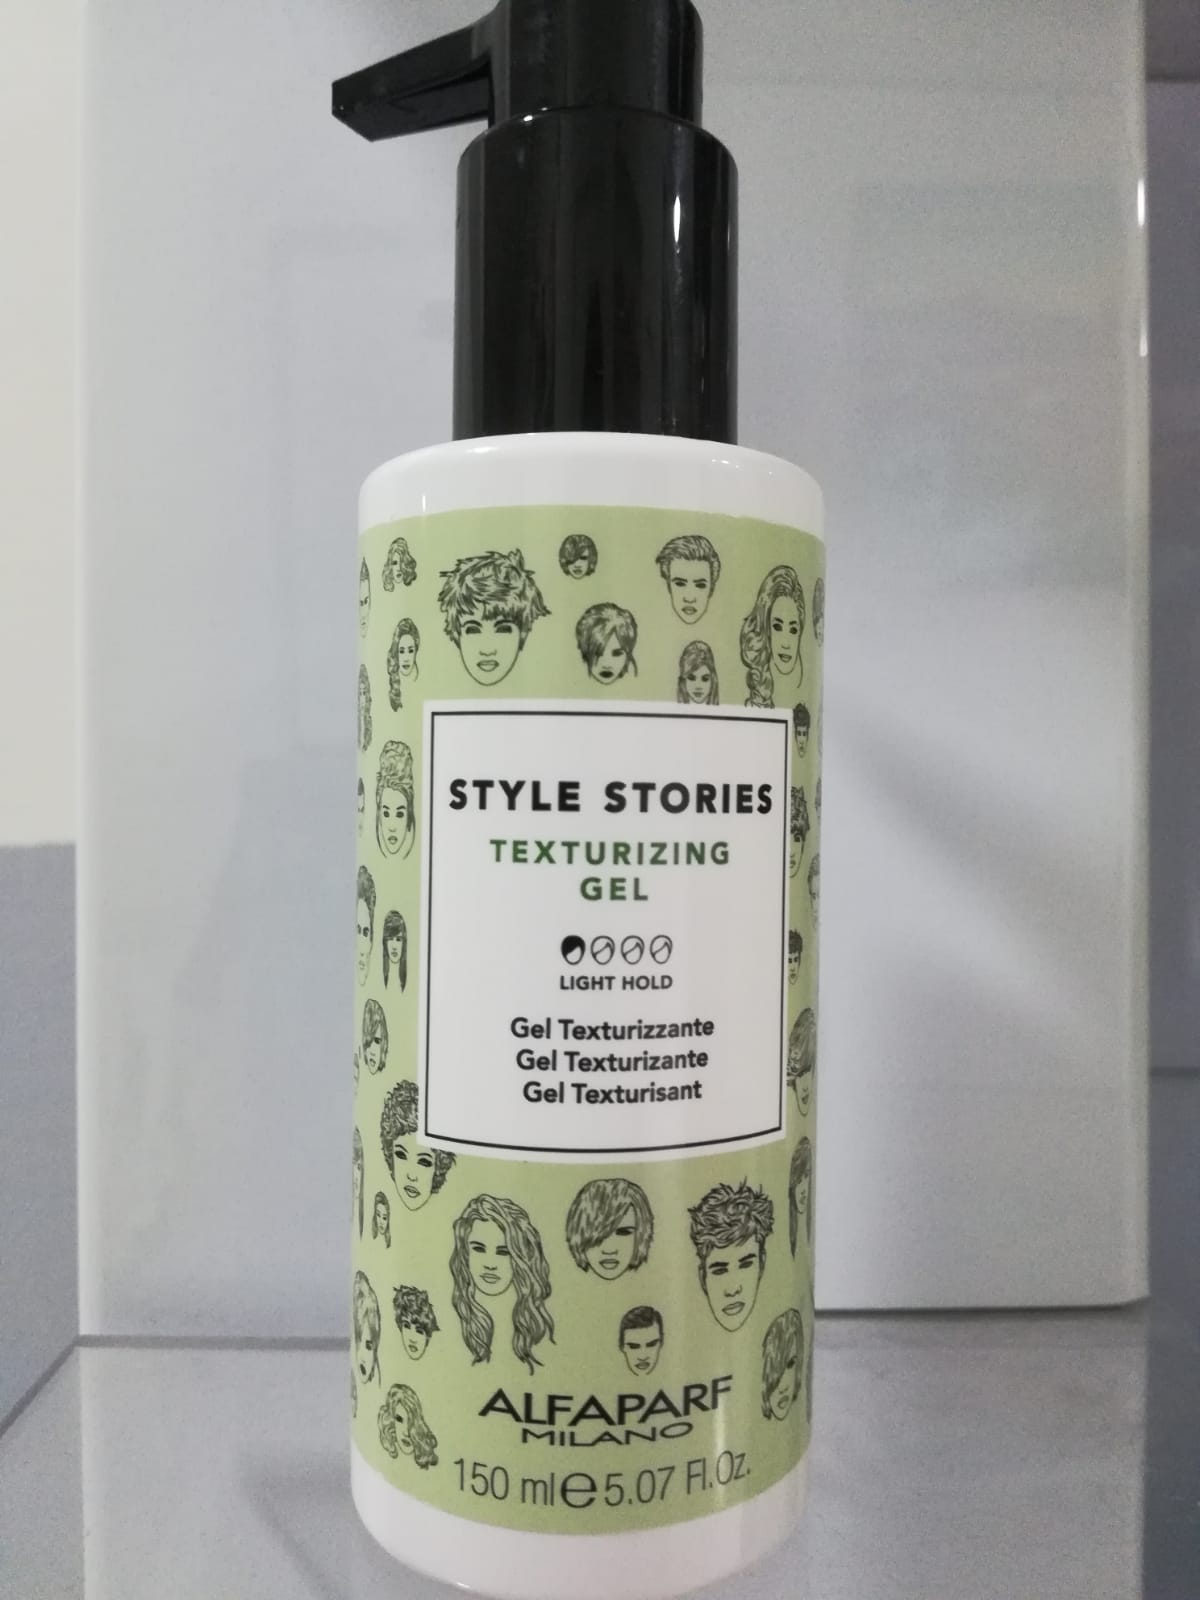 STYLE STORIES
TEXTURIZING
GEL
LIGHT HOLD
Gel Texturizzante
Gel Texturizante
Gel Texturisant
ALFAPARF
MILANO
150 ml e 5.07 Fl.Oz.